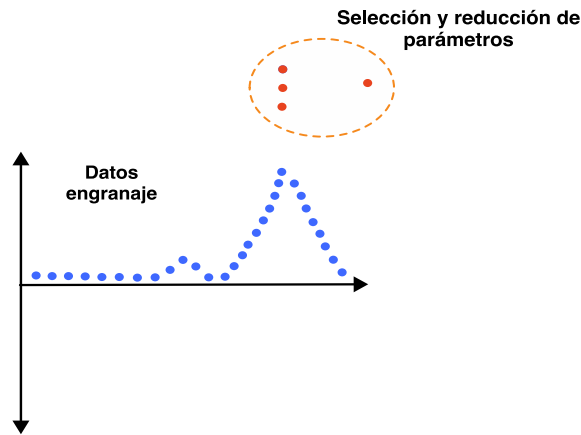 Selección y reducción de
parámetros
Datos
engranaje